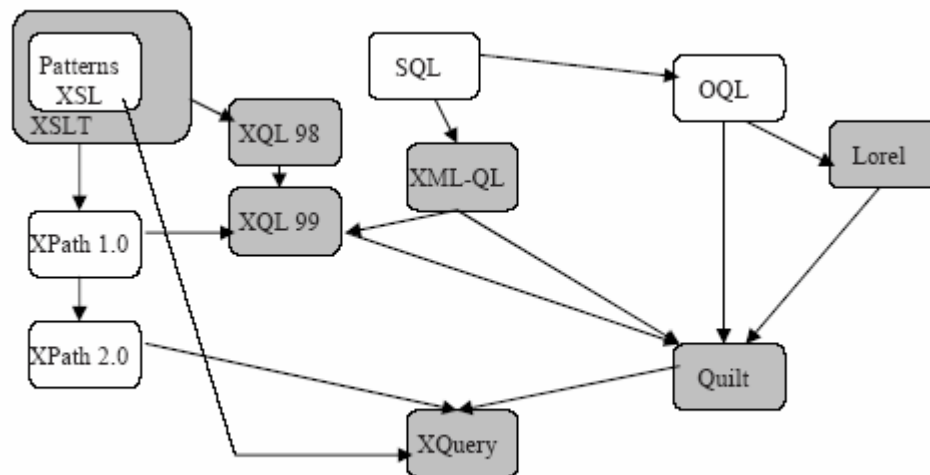 Patterns
XSL
XSLT
SQL
OQL
XQL 98
Lorel
XML-QL
XQL 99
XPath 1.0
XPath 2.0
Quilt
XQuery